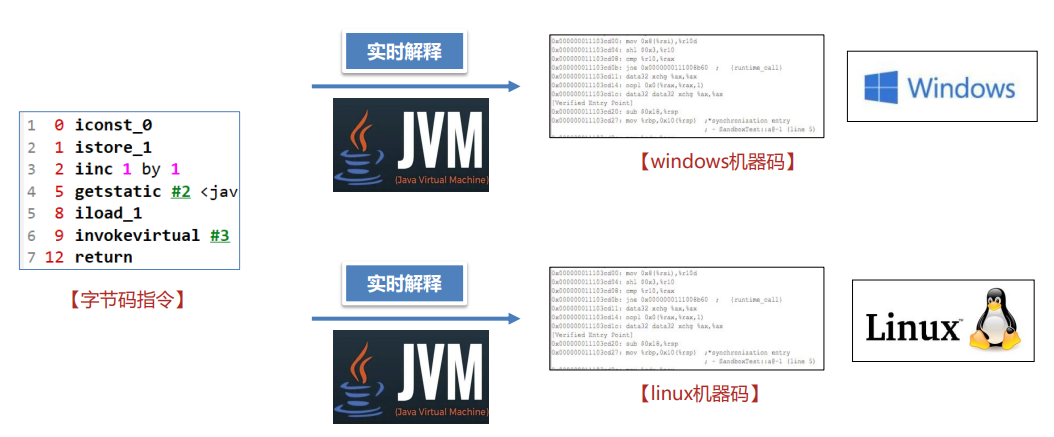 实时解释
JVM
(Java Virtual Machine)
0x000000011103cd00: mov 0x8(%rsi),%r10d
0x000000011103cd04: shl $0x3,%r10
0x000000011103cd08: cmp %r10,%rax
0x000000011103cd0b: jne 0x0000000111008b60 ; {runtime_call}
0x000000011103cd11: data32 xchg %ax,%ax
0x000000011103cd14: nopl 0x0(%rax,%rax,1)
0x000000011103cd1c: data32 data32 xchg %ax,%ax
[Verified Entry Point]
0x000000011103cd20: sub $0x18,%rsp
0x000000011103cd27: mov %rbp,0x10(%rsp) ;*synchronization entry
; - SandboxTest::a@-1 (line 5)
【windows机器码】
Windows
1 0 iconst_0
2 1 istore_1
3 2 iinc 1 by 1
4 5 getstatic #2 <jav
5 8 iload_1
6 9 invokevirtual #3
7 12 return
【字节码指令】
实时解释
JVM
(Java Virtual Machine)
0x000000011103cd00: mov 0x8(%rsi),%r10d
0x000000011103cd04: shl $0x3,%r10
0x000000011103cd08: cmp %r10,%rax
0x000000011103cd0b: jne 0x0000000111008b60 ; {runtime_call}
0x000000011103cd11: data32 xchg %ax,%ax
0x000000011103cd14: nopl 0x0(%rax,%rax,1)
0x000000011103cd1c: data32 data32 xchg %ax,%ax
[Verified Entry Point]
0x000000011103cd20: sub $0x18,%rsp
0x000000011103cd27: mov %rbp,0x10(%rsp) ;*synchronization entry
; - SandboxTest::a@-1 (line 5)
【linux机器码】
Linux™